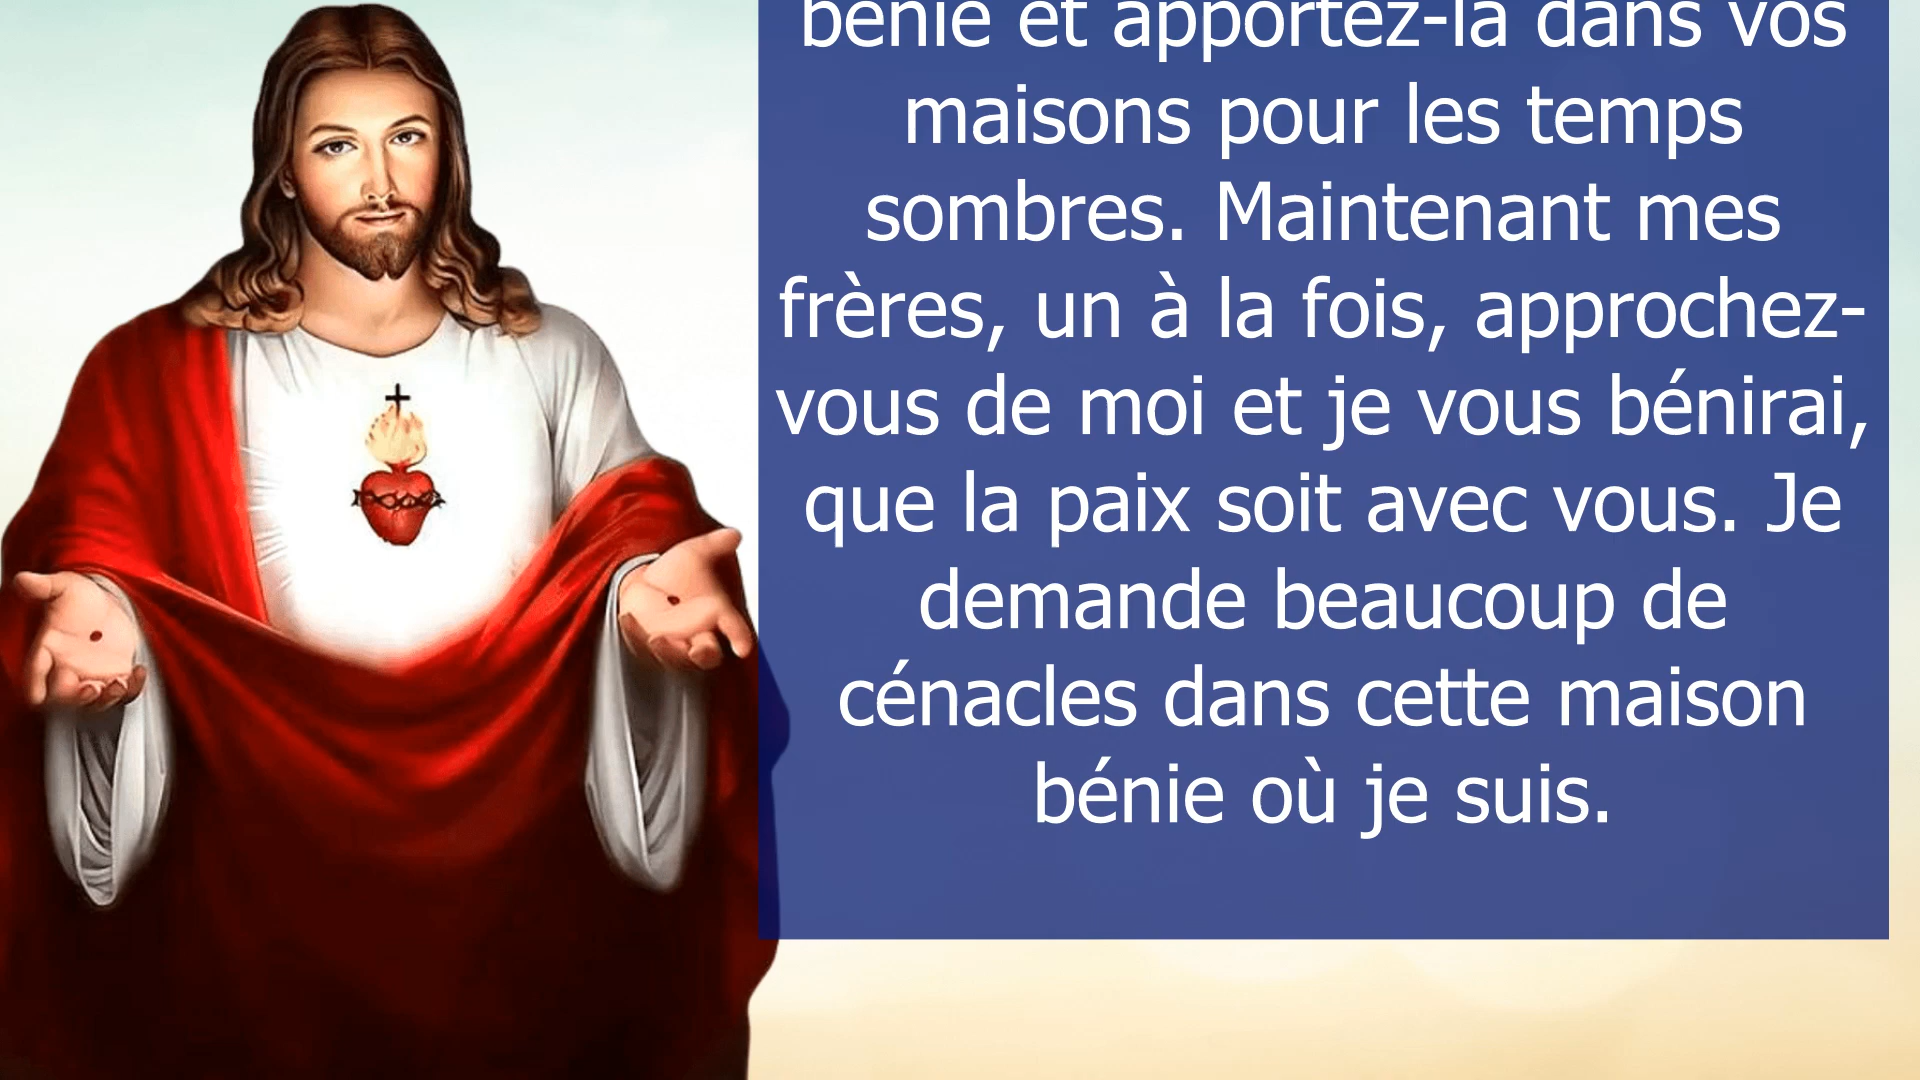 bénie et apportez-la dans vos
maisons pour les temps
sombres. Maintenant mes
frères, un à la fois, approchez-
vous de moi et je vous bénirai,
que la paix soit avec vous. Je
demande beaucoup de
cénacles dans cette maison
bénie où je suis.